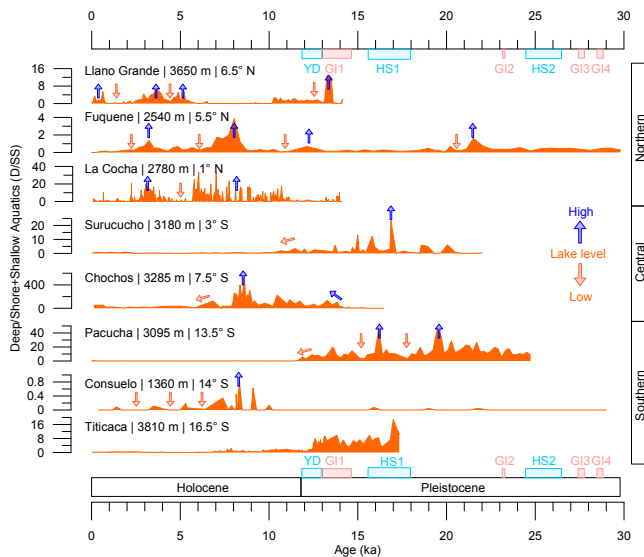 0 5 10 15 20 25 30
YD GI1 HS1 GI2 HS2 GI3 GI4
Deep/Shore+Shallow Aquatics (D/SS)
16
8
0
Llano Grande | 3650 m | 6.5° N
4
2
0
Fuquene | 2540 m | 5.5° N
40
20
0
La Cocha | 2780 m | 1° N
20
0
Surucucho | 3180 m | 3° S
400
0
Chochos | 3285 m | 7.5° S
40
0
Pacucha | 3095 m | 13.5° S
0.8
0.4
0
Consuelo | 1360 m | 14° S
16
8
0
Titicaca | 3810 m | 16.5° S
High
Lake level
Low
Northern
Central
Southern
YD GI1 HS1 GI2 HS2 GI3 GI4
Holocene Pleistocene
0 5 10 15 20 25 30
Age (ka)